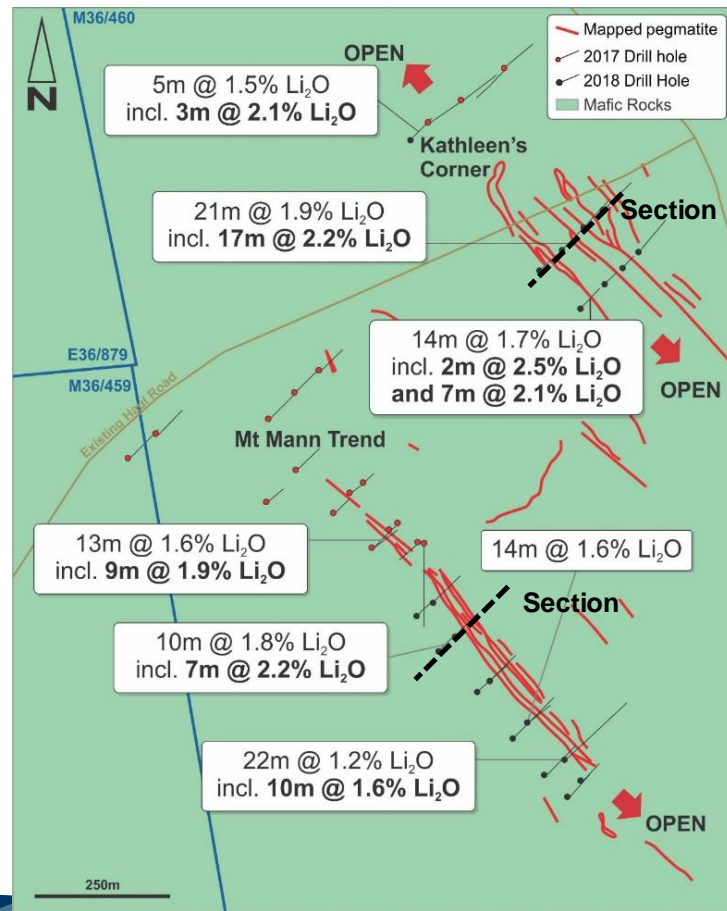 M36/460
N
Mapped pegmatite
2017 Drill hole
2018 Drill Hole
Mafic Rocks
OPEN
5m @ 1.5% Li₂O
incl. 3m @ 2.1% Li₂O
Kathleen's
Corner
21m @ 1.9% Li₂O
incl. 17m @ 2.2% Li₂O
Section
14m @ 1.7% Li₂O
incl. 2m @ 2.5% Li₂O
and 7m @ 2.1% Li₂O
OPEN
E36/879
M36/459
Existing Haul Road
Mt Mann Trend
13m @ 1.6% Li₂O
incl. 9m @ 1.9% Li₂O
14m @ 1.6% Li₂O
Section
10m @ 1.8% Li₂O
incl. 7m @ 2.2% Li₂O
22m @ 1.2% Li₂O
incl. 10m @ 1.6% Li₂O
OPEN
250m